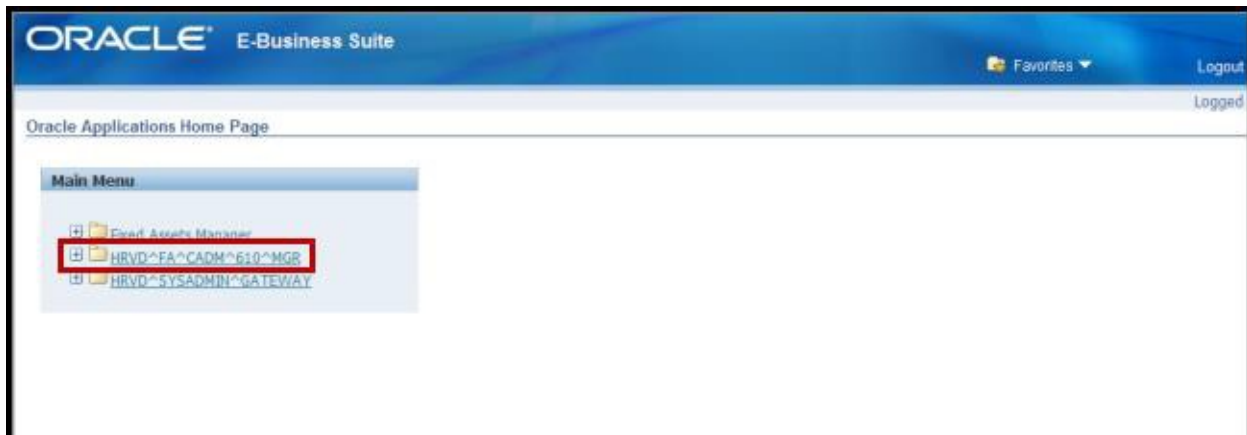 ORACLE® E-Business Suite
Favorites Logout
Logged
Oracle Applications Home Page
Main Menu
Fixed Assets Manager
HRVD^FA^CADM^610^MGR
HRVD^SYSADMIN^GATEWAY